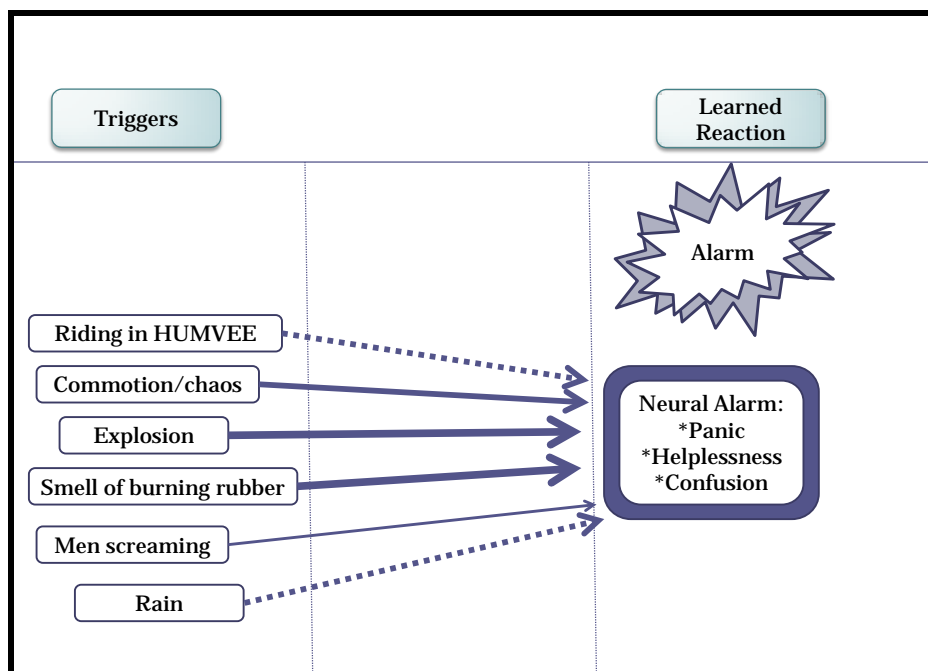 Triggers
Learned
Reaction
Alarm
Riding in HUMVEE
Commotion/chaos
Explosion
Smell of burning rubber
Men screaming
Rain
Neural Alarm:
*Panic
*Helplessness
*Confusion